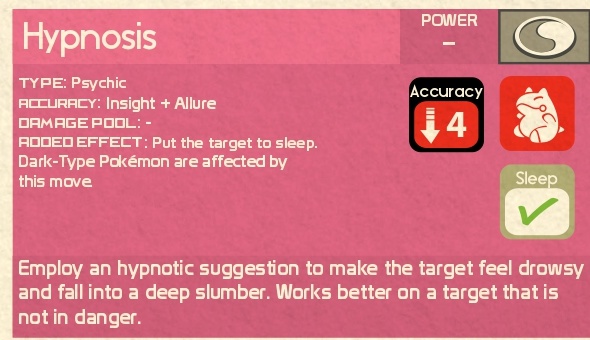 Hypnosis
POWER
–
TYPE: Psychic
ACCURACY: Insight + Allure
DAMAGE POOL: -
ADDED EFFECT: Put the target to sleep.
Dark-Type Pokémon are affected by
this move.
Accuracy
4
Sleep
Employ an hypnotic suggestion to make the target feel drowsy
and fall into a deep slumber. Works better on a target that is
not in danger.